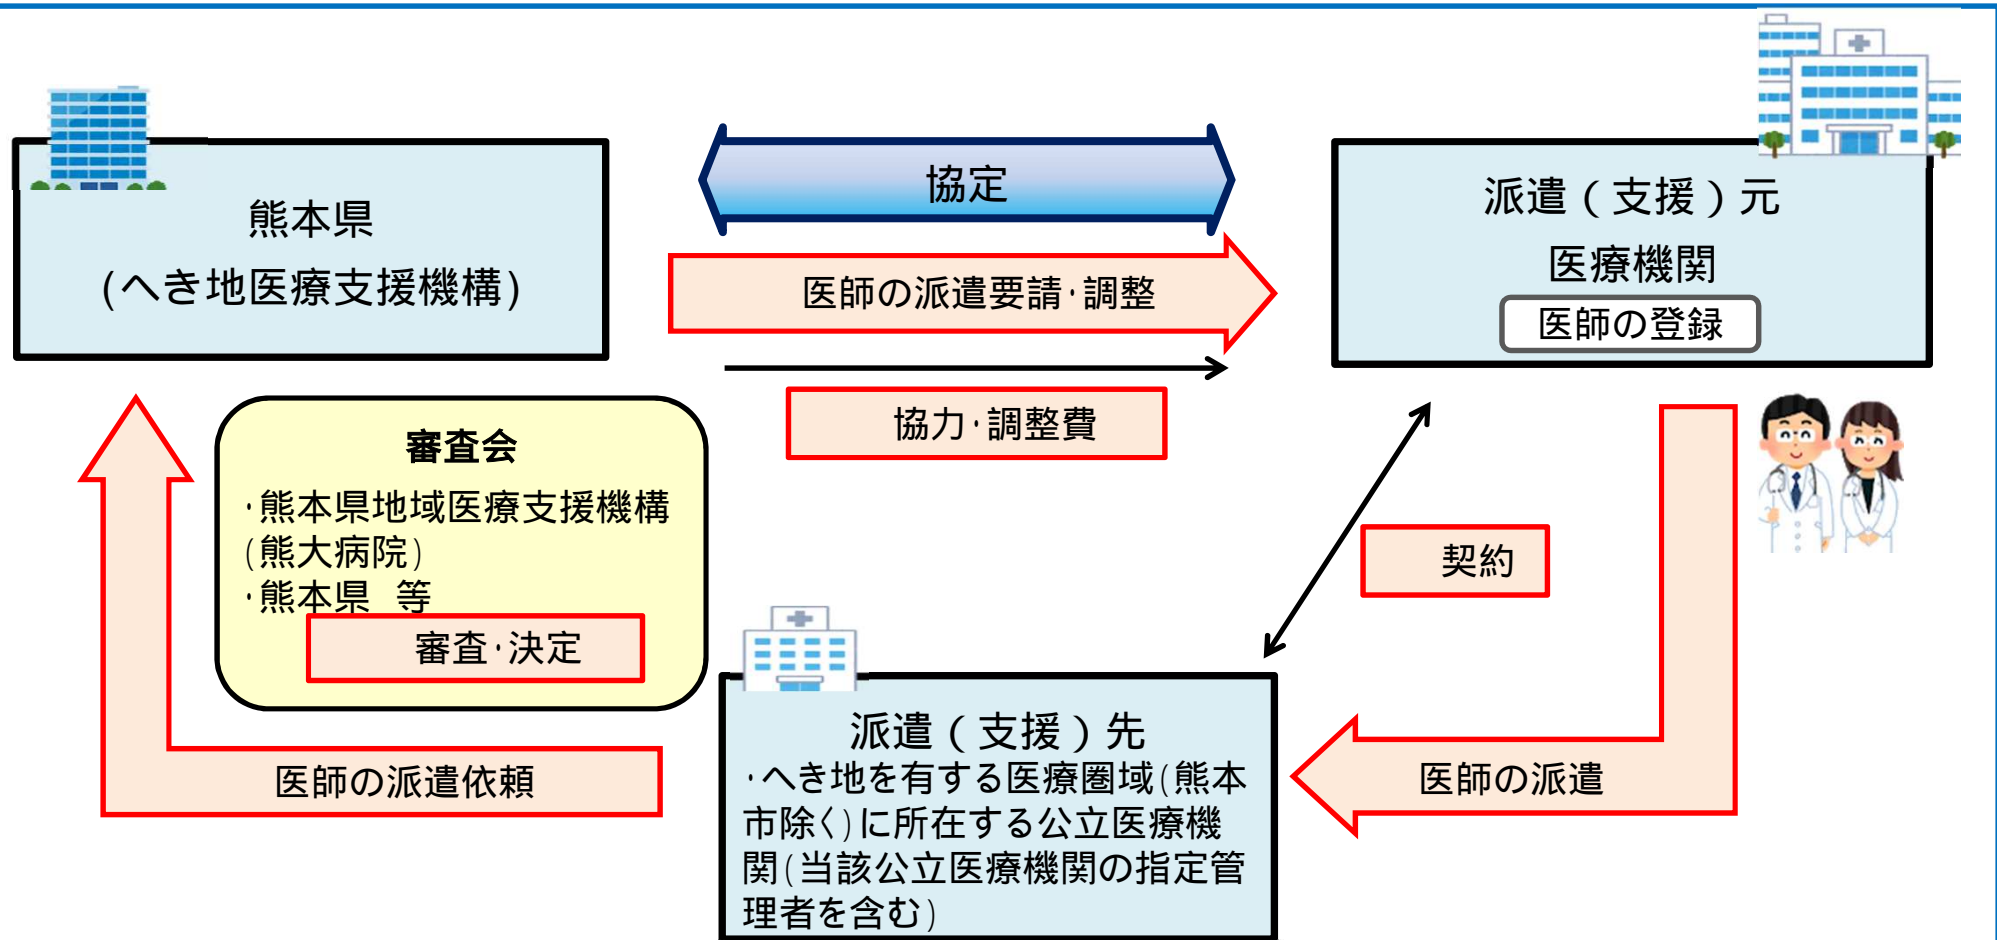 熊本県
(へき地医療支援機構)
協定
医師の派遣要請・調整
協力・調整費
派遣（支援）元
医療機関
医師の登録
審査会
・熊本県地域医療支援機構
(熊大病院)
・熊本県　等
審査・決定
契約
医師の派遣依頼
派遣（支援）先
・へき地を有する医療圏域(熊本
市除く)に所在する公立医療機
関(当該公立医療機関の指定管
理者を含む)
医師の派遣